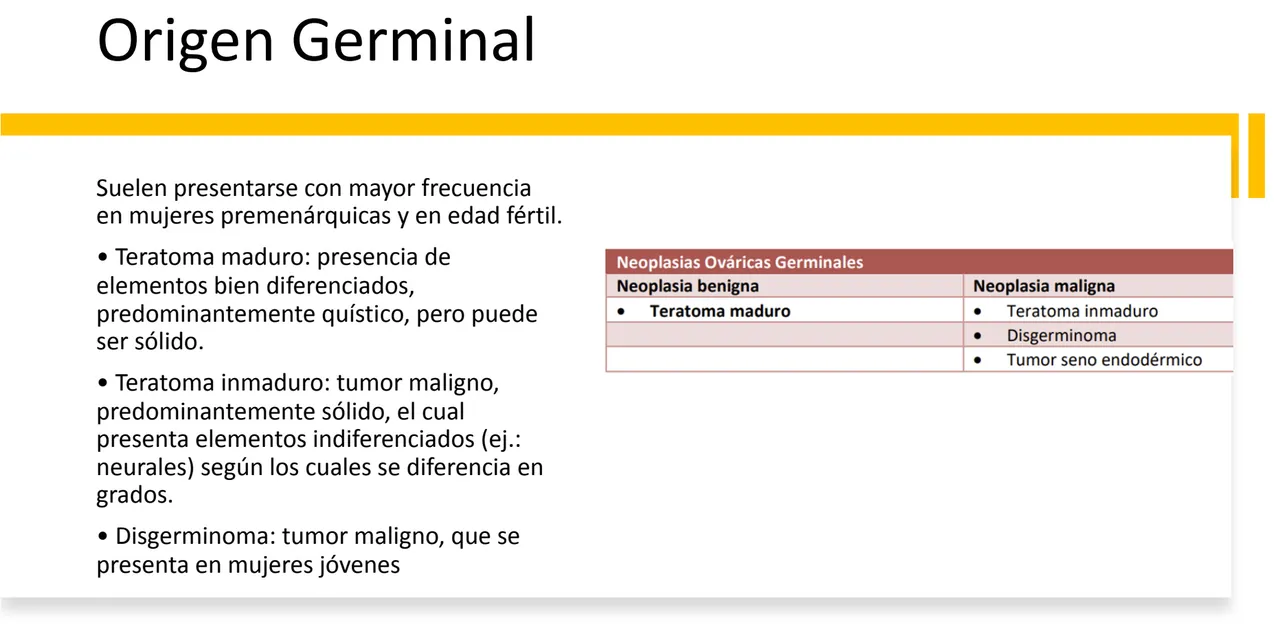 Origen Germinal
Suelen presentarse con mayor frecuencia
en mujeres premenárquicas y en edad fértil.
• Teratoma maduro: presencia de
elementos bien diferenciados,
predominantemente quístico, pero puede
ser sólido.
• Teratoma inmaduro: tumor maligno,
predominantemente sólido, el cual
presenta elementos indiferenciados (ej.:
neurales) según los cuales se diferencia en
grados.
• Disgerminoma: tumor maligno, que se
presenta en mujeres jóvenes
Neoplasias Ováricas Germinales
Neoplasia benigna Neoplasia maligna
• Teratoma maduro • Teratoma inmaduro
• Disgerminoma
• Tumor seno endodérmico